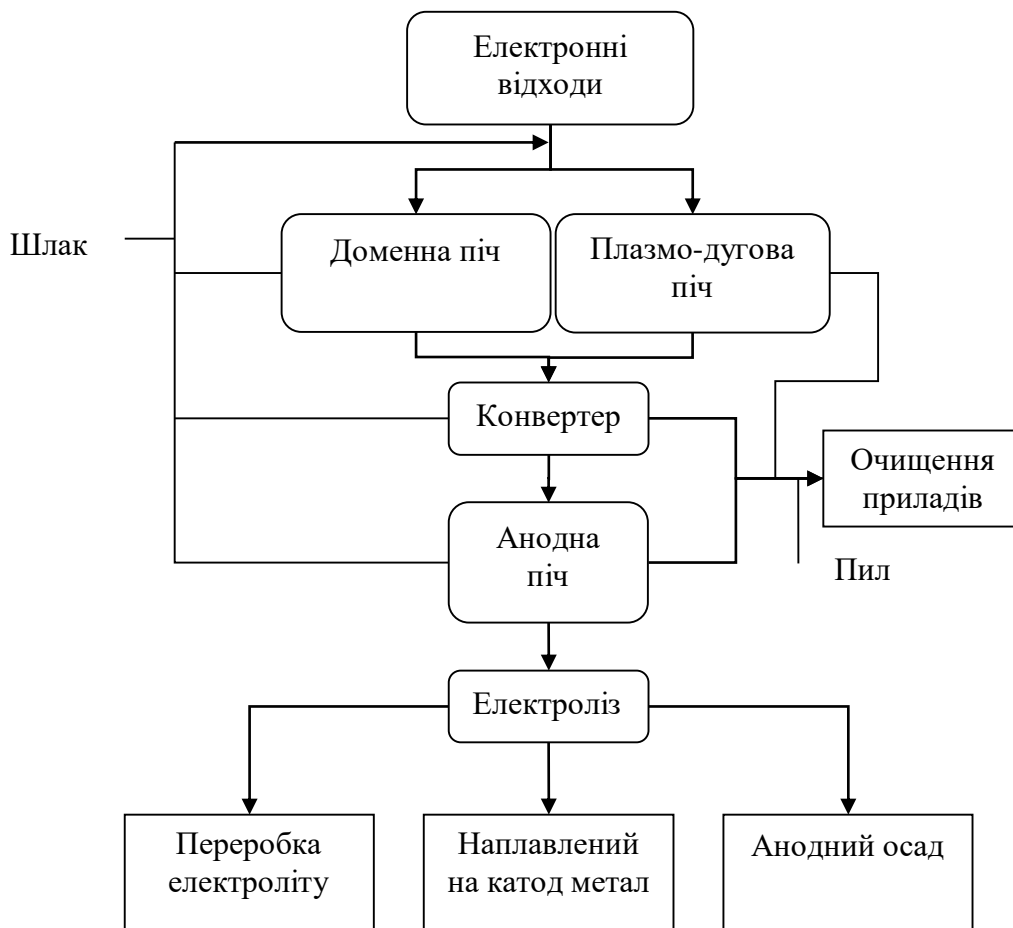 Електронні
відходи
Шлак
Доменна піч
Плазмо-дугова
піч
Конвертер
Очищення
приладів
Анодна
піч
Пил
Електроліз
Переробка
електроліту
Наплавлений
на катод метал
Анодний осад